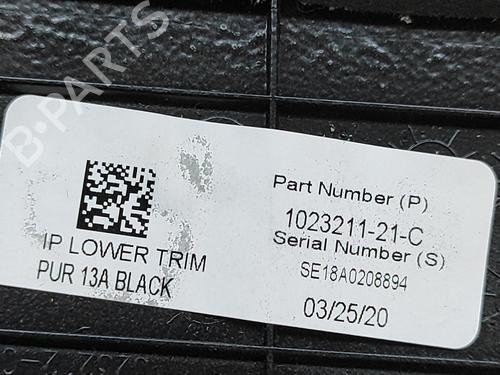 B-PARTS
Part Number (P)
1023211-21-C
Serial Number (S)
SE18A0208894
03/25/20
IP LOWER TRIM
PUR 13A BLACK